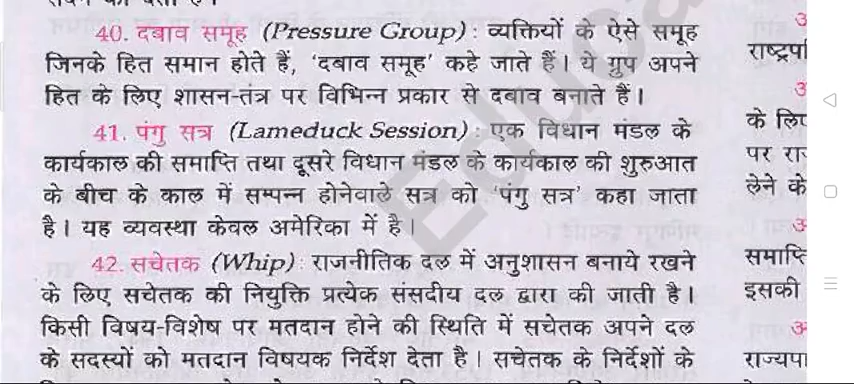 40. दबाव समूह (Pressure Group) : व्यक्तियों के ऐसे समूह
जिनके हित समान होते हैं, ‘दबाव समूह’ कहे जाते हैं। ये ग्रुप अपने
हित के लिए शासन-तंत्र पर विभिन्न प्रकार से दबाव बनाते हैं।
41. पंगु सत्र (Lameduck Session) : एक विधान मंडल के
कार्यकाल की समाप्ति तथा दूसरे विधान मंडल के कार्यकाल की शुरुआत
के बीच के काल में सम्पन्न होनेवाले सत्र को ‘पंगु सत्र’ कहा जाता
है। यह व्यवस्था केवल अमेरिका में है।
42. सचेतक (Whip) : राजनीतिक दल में अनुशासन बनाये रखने
के लिए सचेतक की नियुक्ति प्रत्येक संसदीय दल द्वारा की जाती है।
किसी विषय-विशेष पर मतदान होने की स्थिति में सचेतक अपने दल
के सदस्यों को मतदान विषयक निर्देश देता है। सचेतक के निर्देशों के
के लिए
पर
लेने के
इसकी